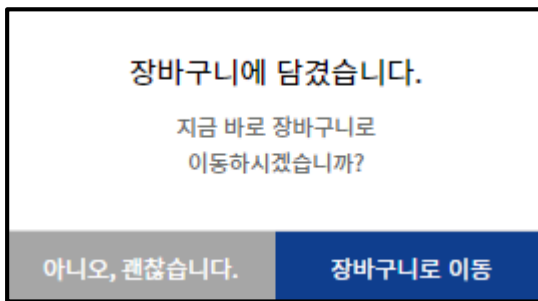 장바구니에 담겼습니다.
지금 바로 장바구니로
이동하시겠습니까?
아니오, 괜찮습니다.
장바구니로 이동